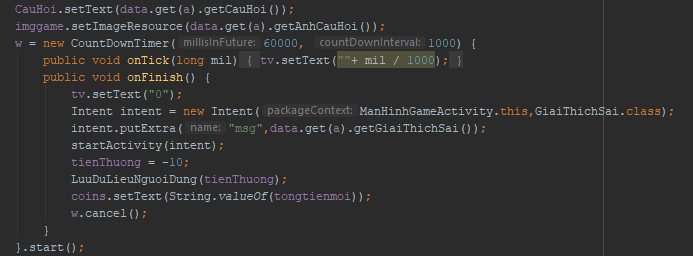 CauHoi.setText(data.get(a).getCauHoi());
imggame.setImageResource(data.get(a).getAnhCauHoi());
w = new CountDownTimer( millisInFuture: 60000, countDownInterval: 1000) {
public void onTick(long mil) { tv.setText(""+ mil / 1000); }
public void onFinish() {
tv.setText("0");
Intent intent = new Intent( packageContext: ManHinhGameActivity.this,GiaiThichSai.class);
intent.putExtra( name: "msg",data.get(a).getGiaiThichSai());
startActivity(intent);
tienThuong = -10;
LuuDuLieuNguoiDung(tienThuong);
coins.setText(String.valueOf(tongtienmoi));
w.cancel();
}
}.start();